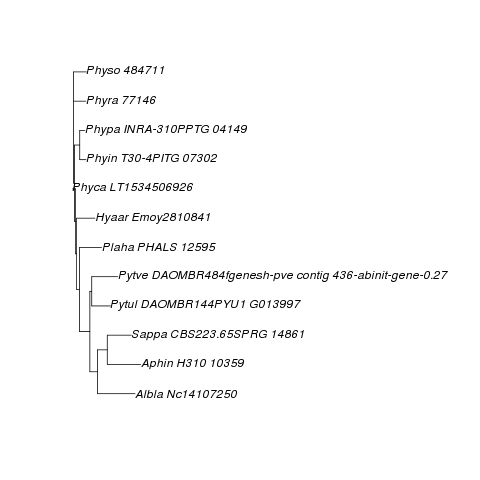 Physo 484711
Phyra 77146
Phypa INRA-310PPTG 04149
Phyin T30-4PITG 07302
Phyca LT1534506926
Hyaar Emoy2810841
Plaha PHALS 12595
Pytve DAOMBR484fgenesh-pve contig 436-abinit-gene-0.27
Pytul DAOMBR144PYU1 G013997
Sappa CBS223.65SPRG 14861
Aphin H310 10359
Albla Nc14107250